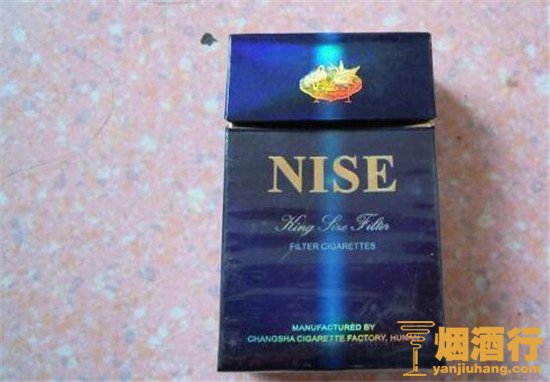 NISE
King Size Filter
FILTER CIGARETTES
MANUFACTURED BY
CHANGSHA CIGARETTE FACTORY, HUNAN
烟酒行
yanjiuhang.com